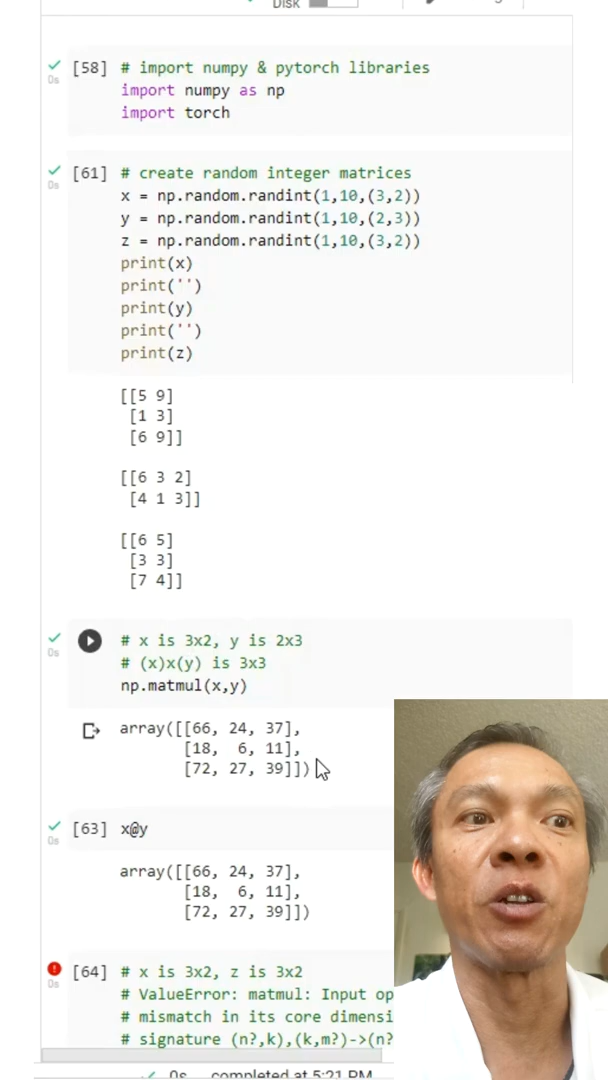 Disk
[58] # import numpy & pytorch libraries
import numpy as np
import torch
[61] # create random integer matrices
x = np.random.randint(1,10,(3,2))
y = np.random.randint(1,10,(2,3))
z = np.random.randint(1,10,(3,2))
print(x)
print('')
print(y)
print('')
print(z)
[[5 9]
[1 3]
[6 9]]
[[6 3 2]
[4 1 3]]
[[6 5]
[3 3]
[7 4]]
0s
0s
0s
# x is 3x2, y is 2x3
# (x)x(y) is 3x3
np.matmul(x,y)
array([[66, 24, 37],
[18, 6, 11],
[72, 27, 39]])
[63] x@y
0s
array([[66, 24, 37],
[18, 6, 11],
[72, 27, 39]])
[64] # x is 3x2, z is 3x2
0s
# ValueError: matmul: Input op
# mismatch in its core dimensi
# signature (n?,k),(k,m?)->(n?
0s completed at 5:21 PM